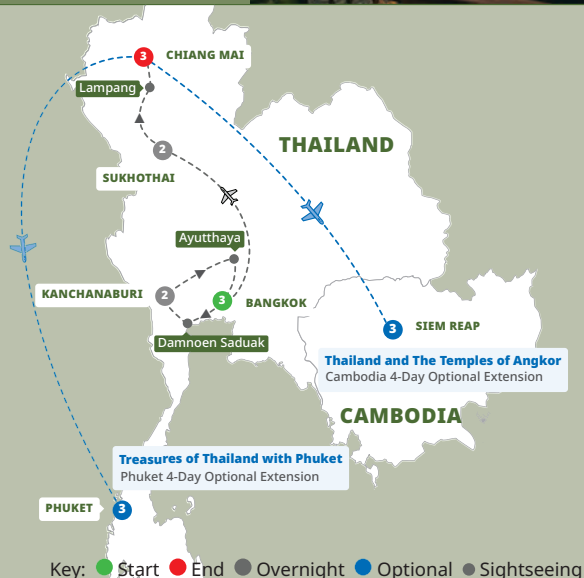 3
CHIANG MAI
Lampang
THAILAND
2
SUKHOTHAI
Ayutthaya
KANCHANABURI
2
3
BANGKOK
Damnoen Saduak
3
SIEM REAP
Thailand and The Temples of Angkor
Cambodia 4-Day Optional Extension
CAMBODIA
Treasures of Thailand with Phuket
Phuket 4-Day Optional Extension
PHUKET
3
Key: Start End Overnight Optional Sightseeing